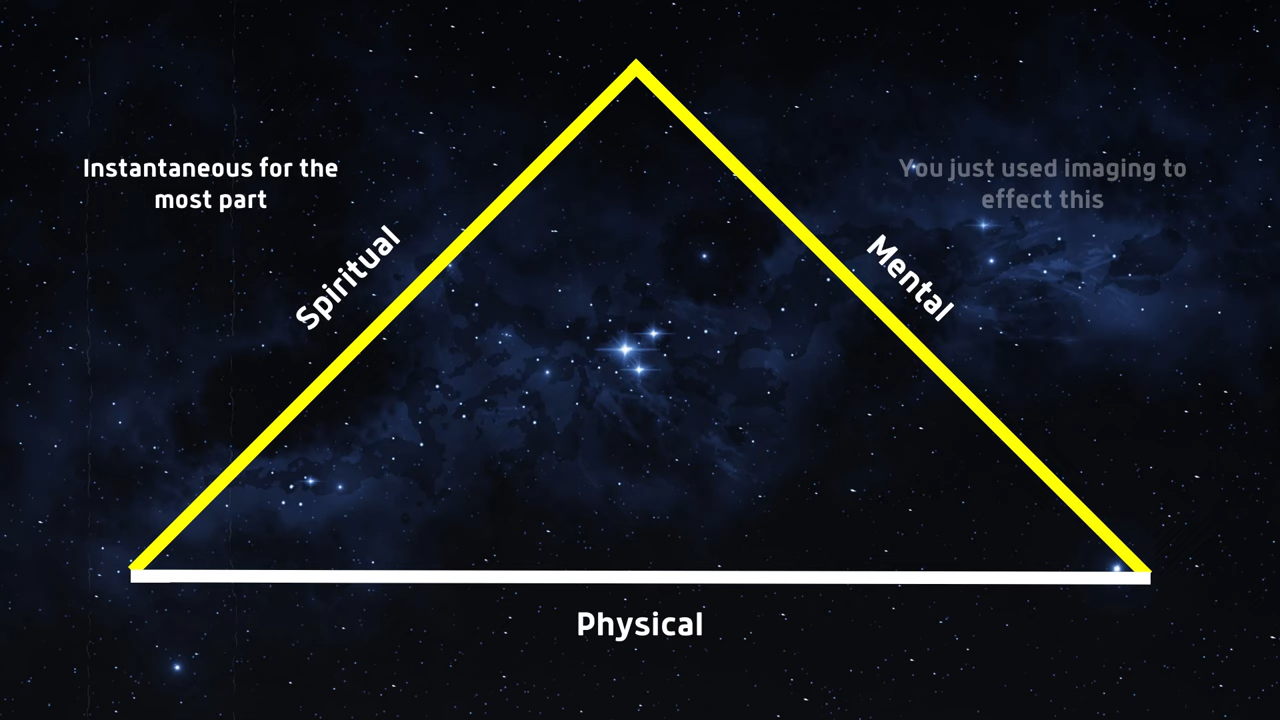 Instantaneous for the
most part
You just used imaging to
effect this
Spiritual
Mental
Physical